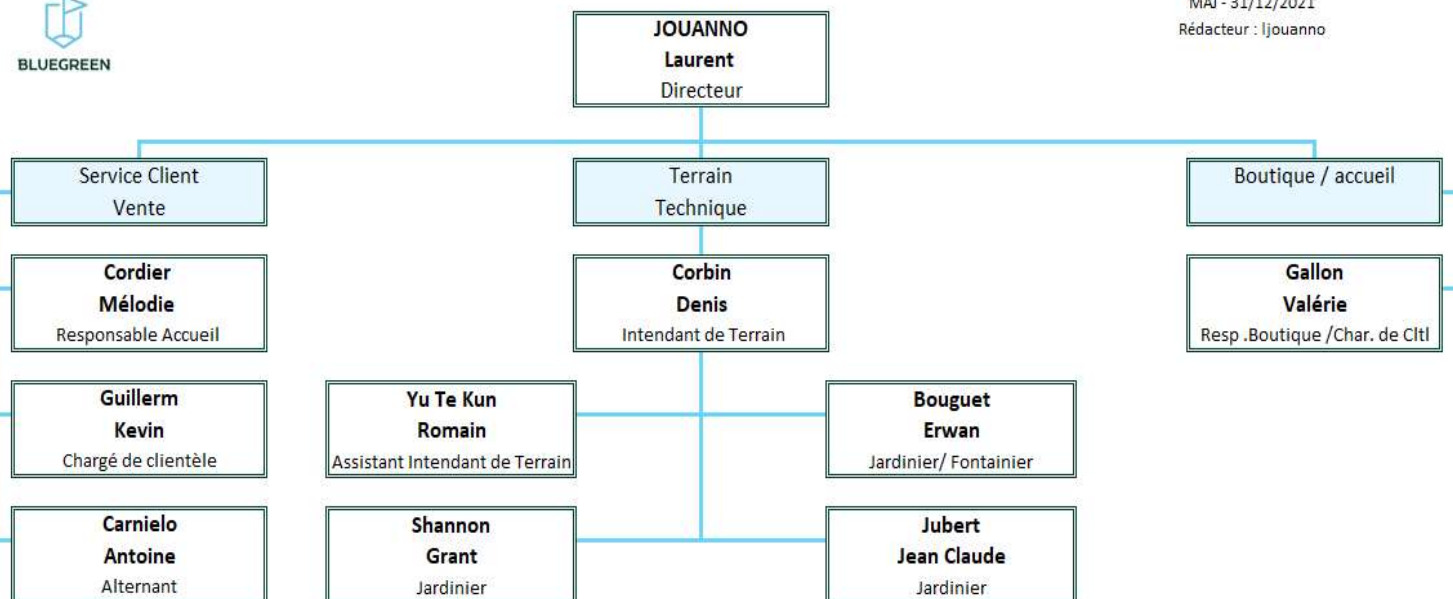 BLUEGREEN
MAJ - 31/12/2021
Rédacteur : ljouanno
JOUANNO
Laurent
Directeur
Service Client
Vente
Terrain
Technique
Boutique / accueil
Cordier
Mélodie
Responsable Accueil
Corbin
Denis
Intendant de Terrain
Gallon
Valérie
Resp .Boutique /Char. de Cltl
Guillerm
Kevin
Chargé de clientèle
Yu Te Kun
Romain
Assistant Intendant de Terrain
Bouguet
Erwan
Jardinier/ Fontainier
Carnielo
Antoine
Alternant
Shannon
Grant
Jardinier
Jubert
Jean Claude
Jardinier